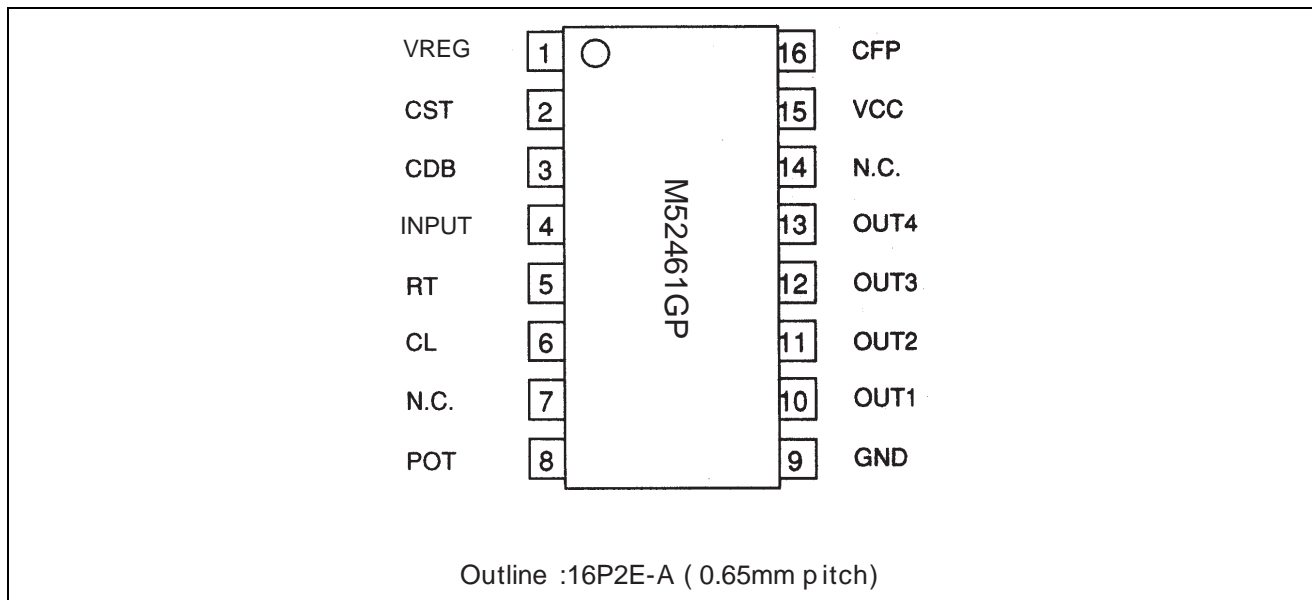 VREG 1 16 CFP
CST 2 15 VCC
CDB 3 14 N.C.
INPUT 4 13 OUT4
RT 5 12 OUT3
CL 6 11 OUT2
N.C. 7 10 OUT1
POT 8 9 GND
M52461GP
Outline :16P2E-A ( 0.65mm pitch)